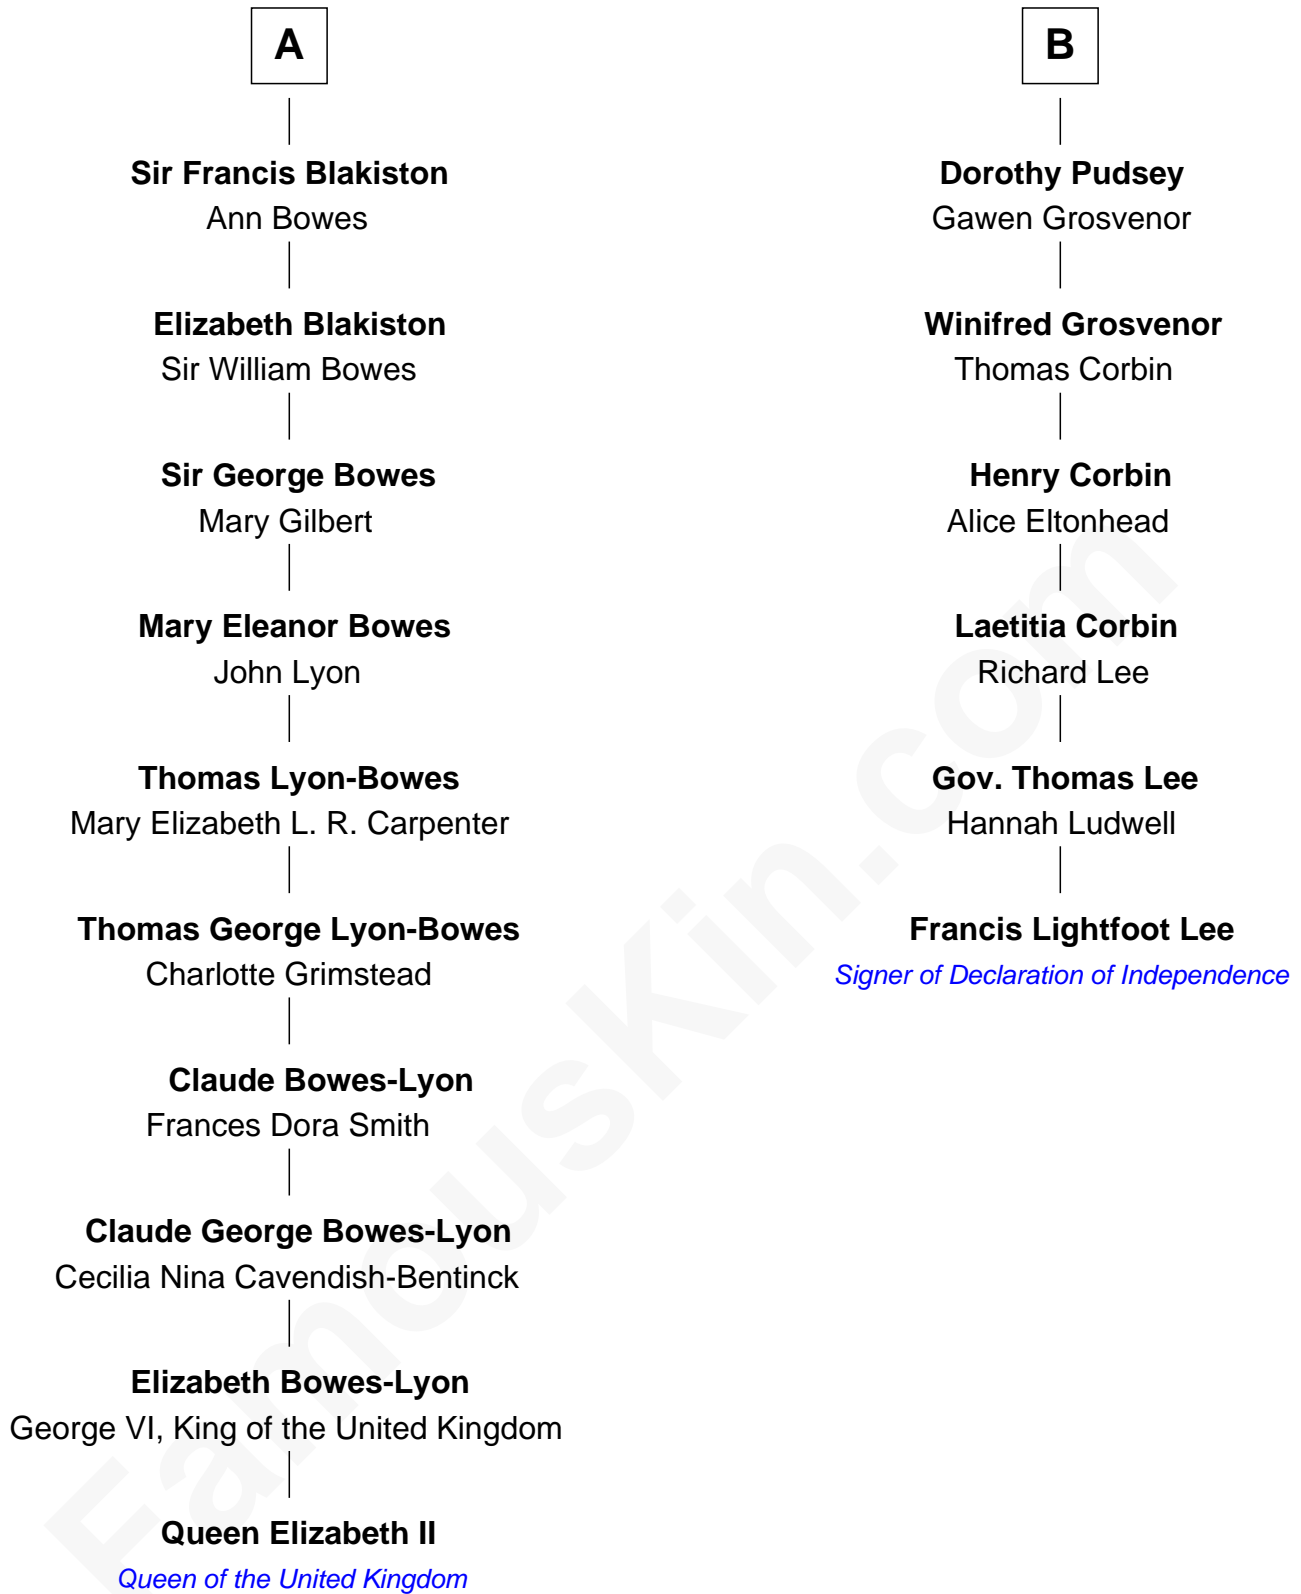 A
Sir Francis Blakiston
Ann Bowes
Elizabeth Blakiston
Sir William Bowes
Sir George Bowes
Mary Gilbert
Mary Eleanor Bowes
John Lyon
Thomas Lyon-Bowes
Mary Elizabeth L. R. Carpenter
Thomas George Lyon-Bowes
Charlotte Grimstead
Claude Bowes-Lyon
Frances Dora Smith
Claude George Bowes-Lyon
Cecilia Nina Cavendish-Bentinck
Elizabeth Bowes-Lyon
George VI, King of the United Kingdom
Queen Elizabeth II
Queen of the United Kingdom
B
Dorothy Pudsey
Gawen Grosvenor
Winifred Grosvenor
Thomas Corbin
Henry Corbin
Alice Eltonhead
Laetitia Corbin
Richard Lee
Gov. Thomas Lee
Hannah Ludwell
Francis Lightfoot Lee
Signer of Declaration of Independence
FamousKin.com